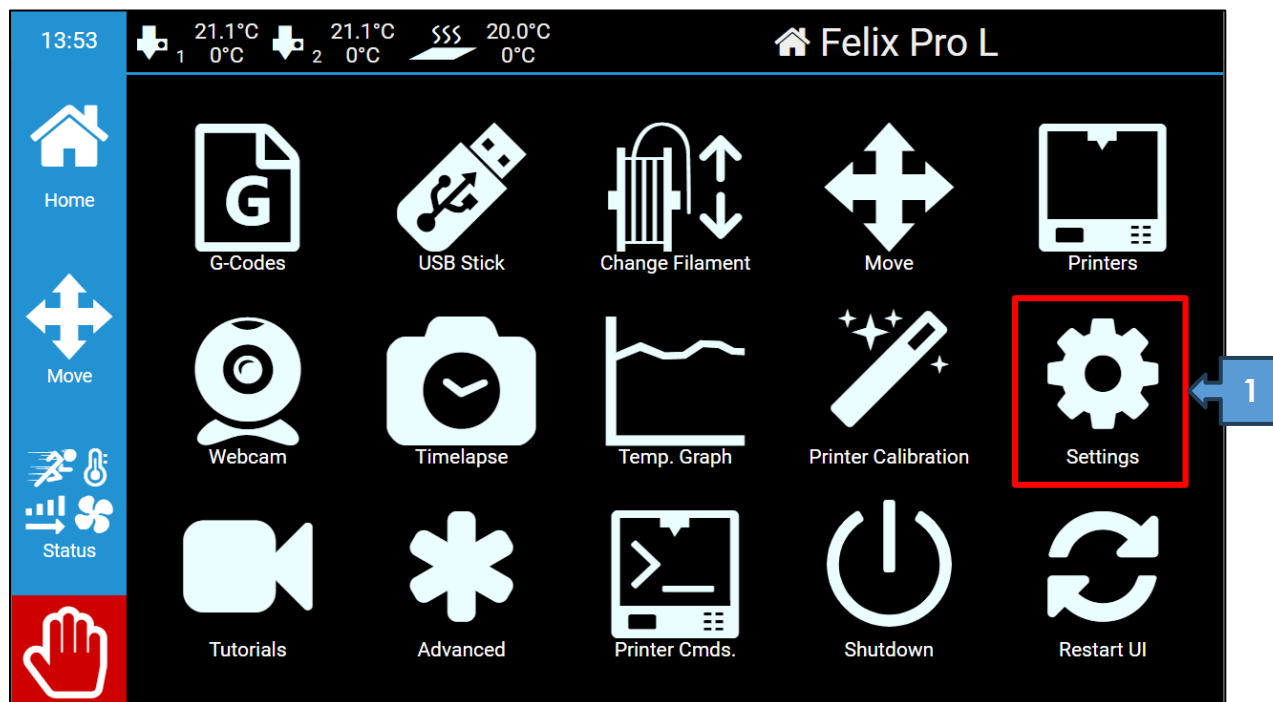 13:53
1 21.1°C 0°C 2 21.1°C 0°C 20.0°C 0°C
Felix Pro L
Home
Move
Status
G
G-Codes
USB Stick
Change Filament
Move
Printers
Webcam
Timelapse
Temp. Graph
Printer Calibration
Settings
1
Tutorials
Advanced
>_
Printer Cmds.
Shutdown
Restart UI